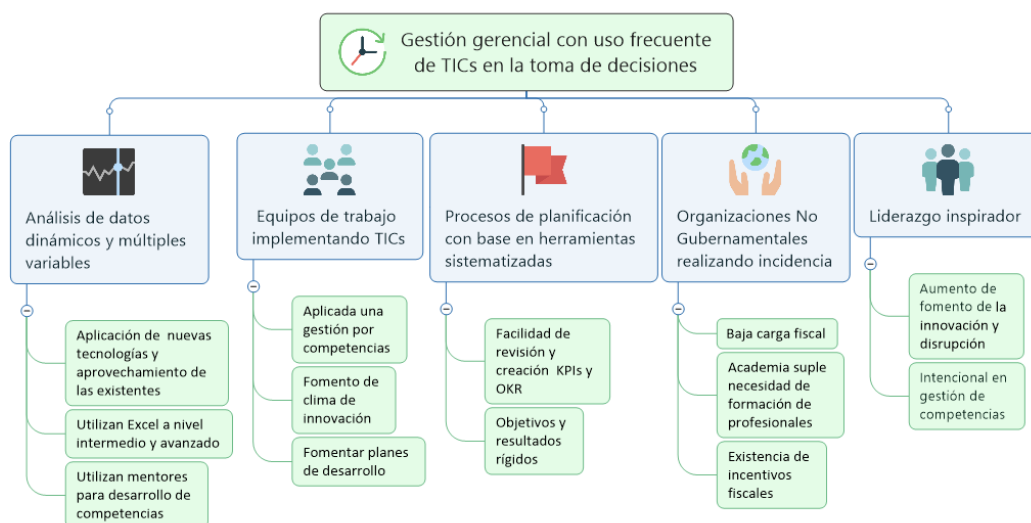 Gestión gerencial con uso frecuente
de TICs en la toma de decisiones
Análisis de datos
dinámicos y múltiples
variables
Aplicación de nuevas
tecnologías y
aprovechamiento de
las existentes
Utilizan Excel a nivel
intermedio y avanzado
Utilizan mentores
para desarrollo de
competencias
Equipos de trabajo
implementando TICs
Aplicada una
gestión por
competencias
Fomento de
clima de
innovación
Fomentar planes
de desarrollo
Procesos de planificación
con base en herramientas
sistematizadas
Facilidad de
revisión y
creación KPIs y
OKR
Objetivos y
resultados
rígidos
Organizaciones No
Gubernamentales
realizando incidencia
Baja carga fiscal
Academia suple
necesidad de
formación de
profesionales
Existencia de
incentivos
fiscales
Liderazgo inspirador
Aumento de
fomento de la
innovación y
disrupción
Intencional en
gestión de
competencias